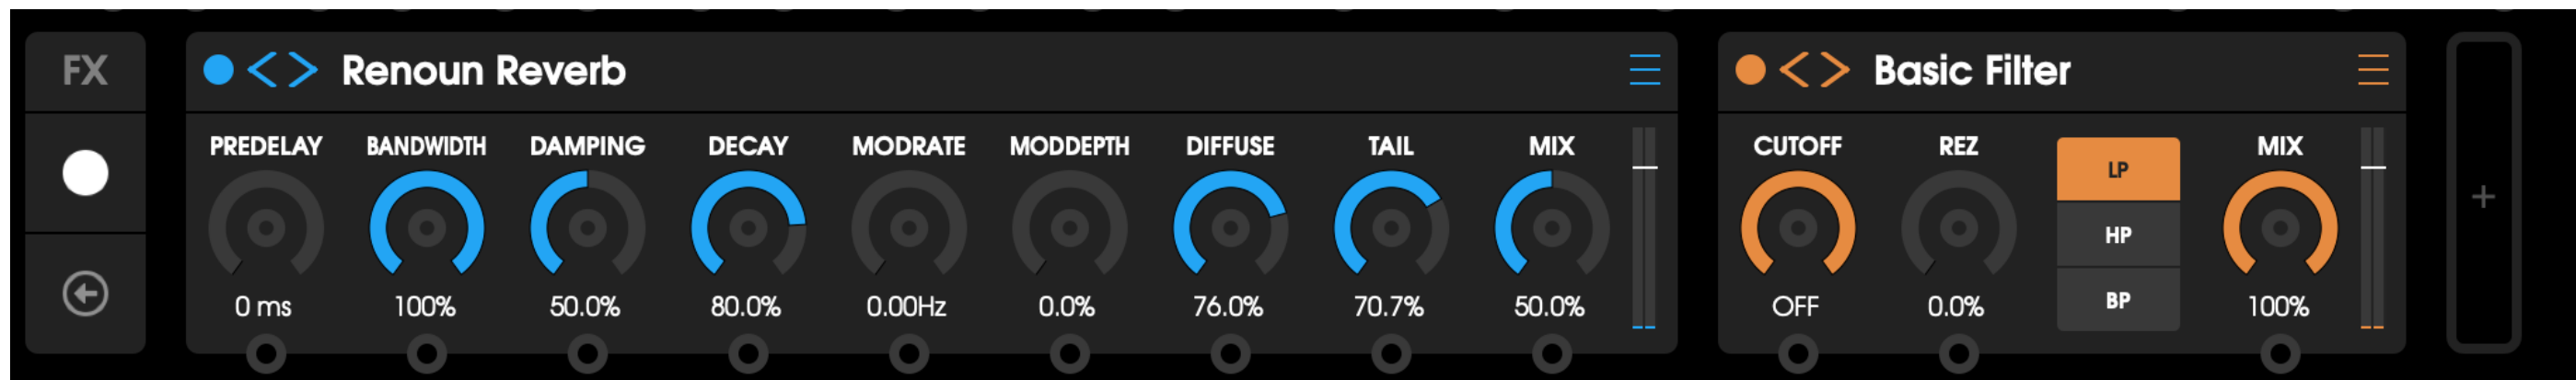 FX
Renoun Reverb
PREDELAY BANDWIDTH DAMPING DECAY MODRATE MODDEPTH DIFFUSE TAIL MIX
0 ms 100% 50.0% 80.0% 0.00Hz 0.0% 76.0% 70.7% 50.0%
Basic Filter
CUTOFF REZ MIX
LP
HP
BP
OFF 0.0% 100%
+